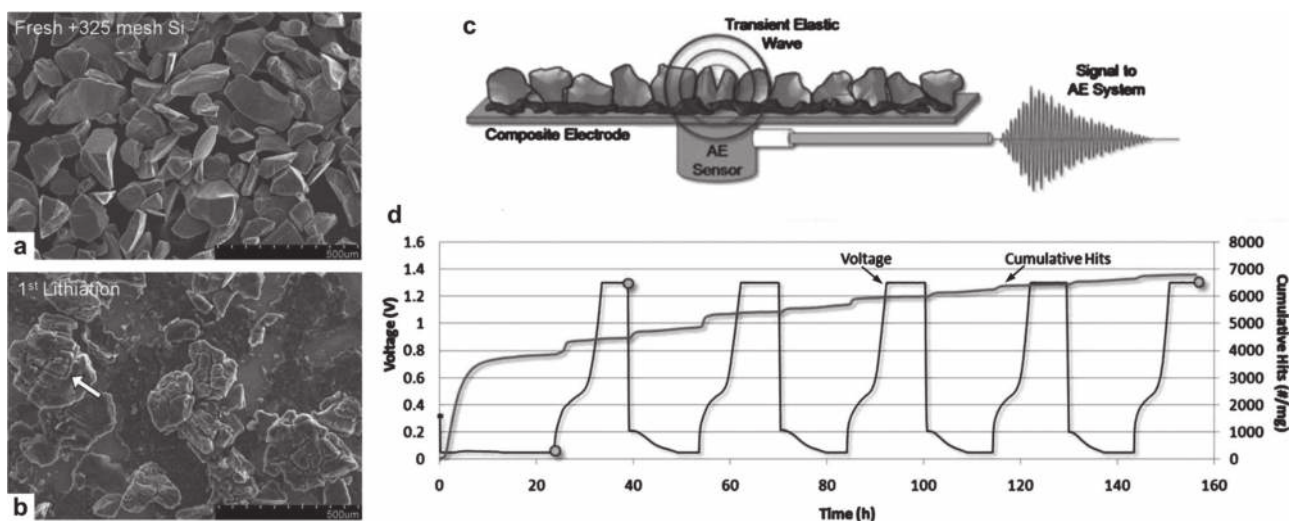 Fresh +325 mesh Si
a
500um
1st Lithiation
b
500um
c
Transient Elastic
Wave
Signal to
AE System
Composite Electrode
AE
Sensor
d
Voltage
Cumulative Hits
Voltage (V)
1.6
1.4
1.2
1
0.8
0.6
0.4
0.2
0
8000
7000
6000
5000
4000
3000
2000
1000
0
Cumulative Hits
(#/mg)
0 20 40 60 80 100 120 140 160
Time (h)